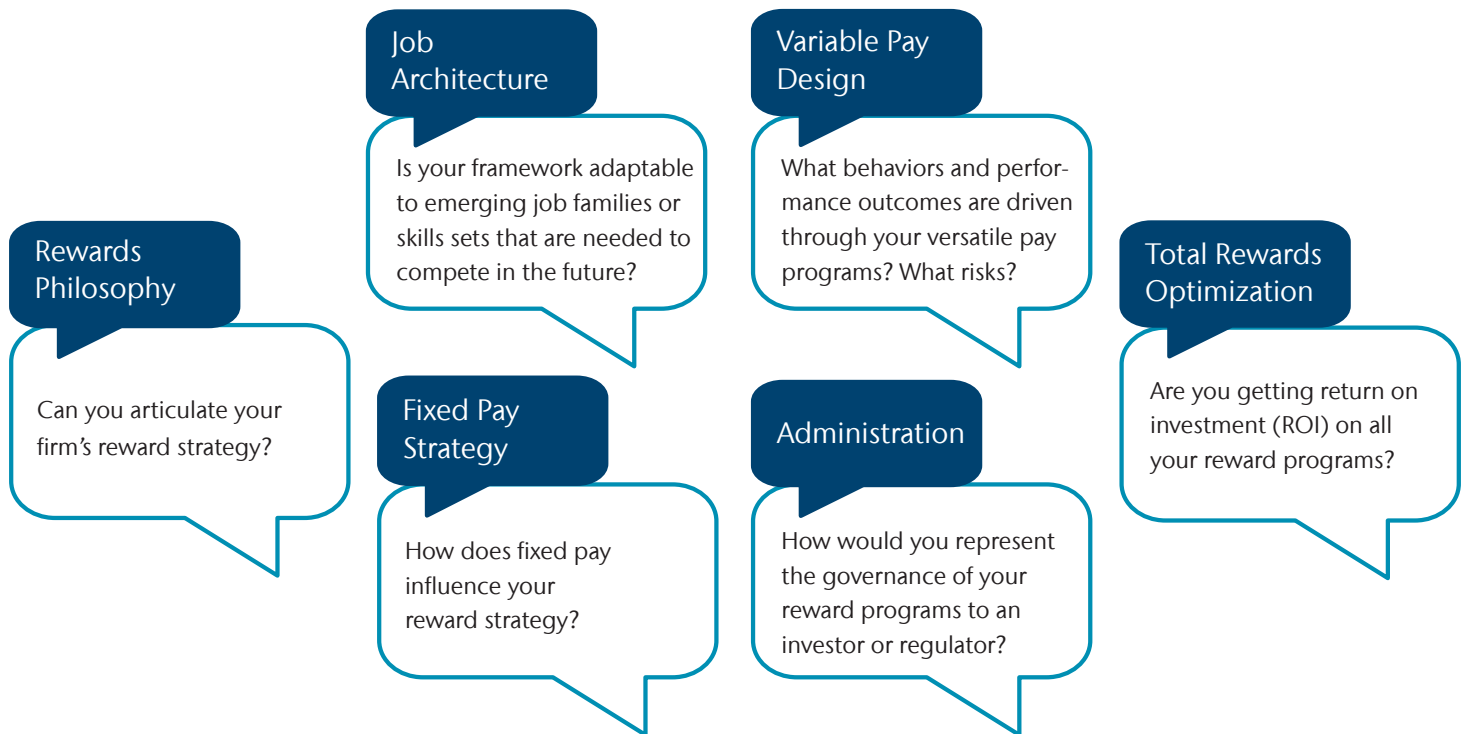 Rewards
Philosophy
Can you articulate your
firm’s reward strategy?
Job
Architecture
Is your framework adaptable
to emerging job families or
skills sets that are needed to
compete in the future?
Fixed Pay
Strategy
How does fixed pay
influence your
reward strategy?
Variable Pay
Design
What behaviors and perfor-
mance outcomes are driven
through your versatile pay
programs? What risks?
Administration
How would you represent
the governance of your
reward programs to an
investor or regulator?
Total Rewards
Optimization
Are you getting return on
investment (ROI) on all
your reward programs?